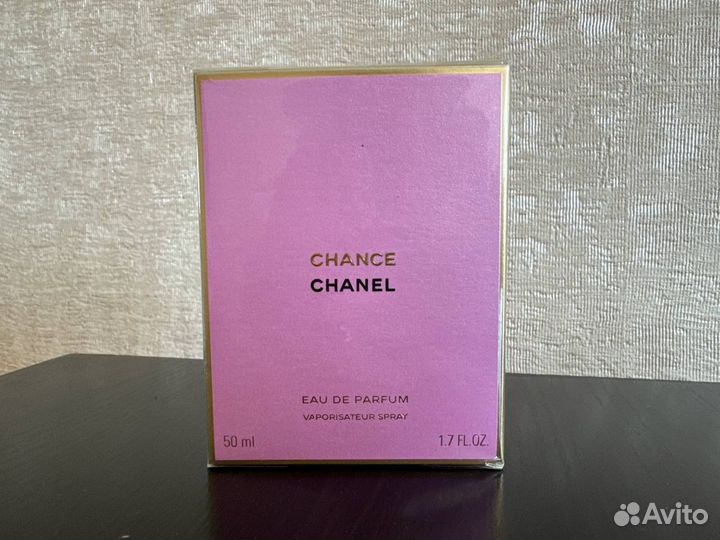 CHANCE
CHANEL
EAU DE PARFUM
VAPORISATEUR SPRAY
50 ml 1.7 FL.OZ.
Avito